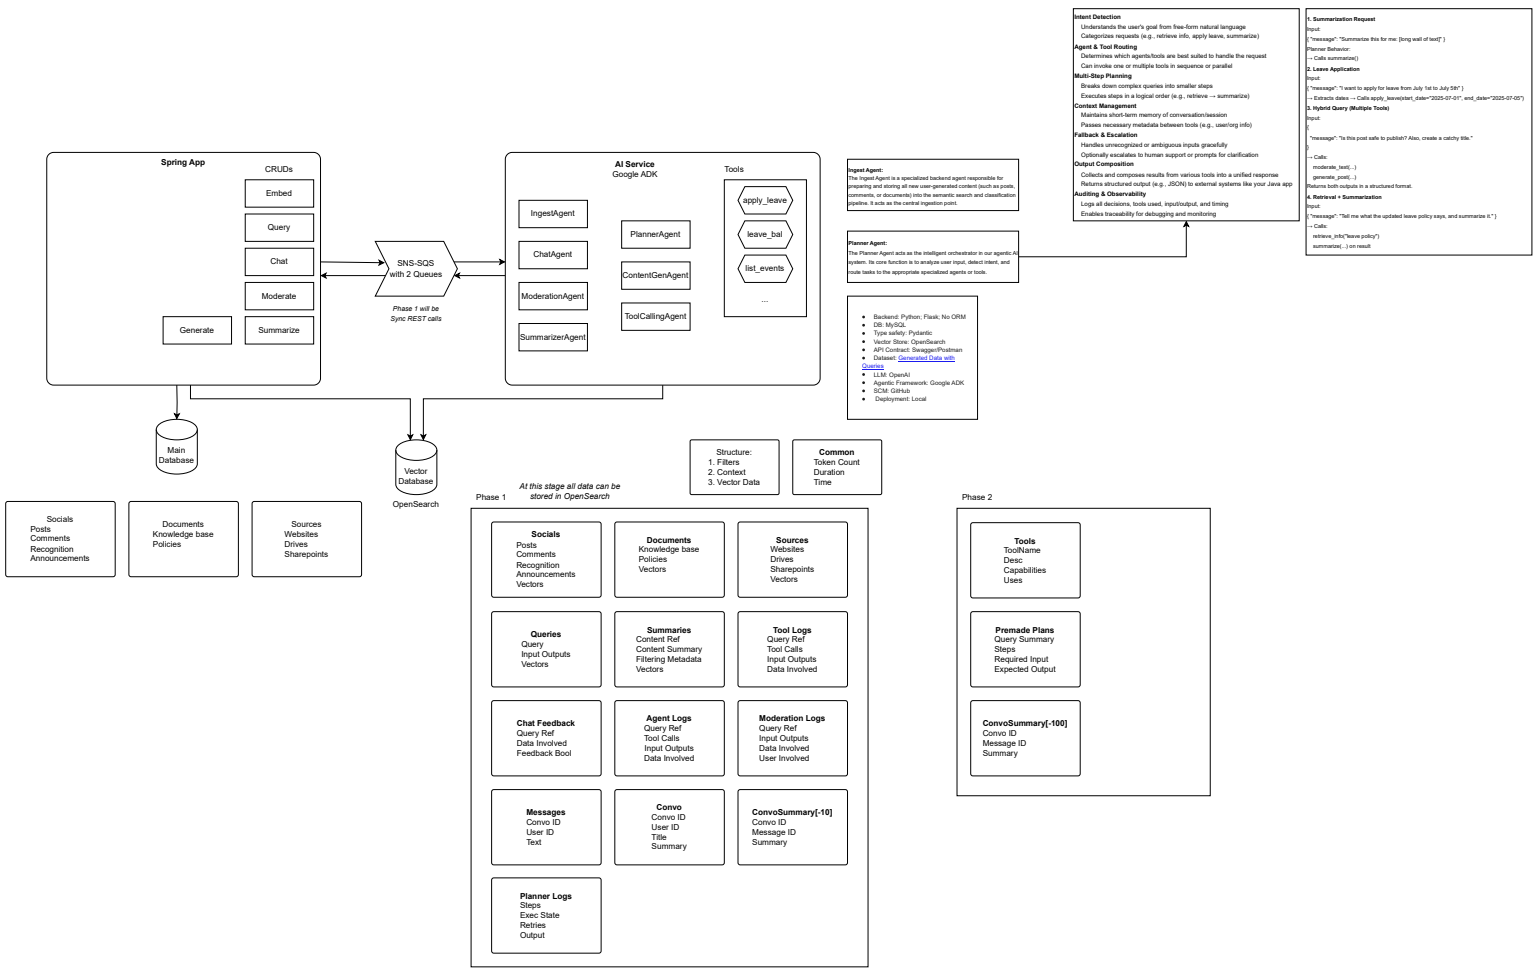 Spring App
CRUDs
Embed
Query
Chat
Moderate
Generate
Summarize
SNS-SQS
with 2 Queues
Phase 1 will be
Sync REST calls
AI Service
Google ADK
Tools
IngestAgent
ChatAgent
ModerationAgent
SummarizerAgent
PlannerAgent
ContentGenAgent
ToolCallingAgent
apply_leave
leave_bal
list_events
...
Ingest Agent:
The Ingest Agent is a specialized backend agent responsible for
preparing and storing all new user-generated content (such as posts,
comments, or documents) into the semantic search and classification
pipeline. It acts as the central ingestion point.
Planner Agent:
The Planner Agent acts as the intelligent orchestrator in our agentic AI
system. Its core function is to analyze user input, detect intent, and
route tasks to the appropriate specialized agents or tools.
● Backend: Python; Flask; No ORM
● DB: MySQL
● Type safety: Pydantic
● Vector Store: OpenSearch
● API Contract: Swagger/Postman
● Dataset: Generated Data with
Queries
● LLM: OpenAI
● Agentic Framework: Google ADK
● SCM: GitHub
● Deployment: Local
Intent Detection
Understands the user's goal from free-form natural language
Categorizes requests (e.g., retrieve info, apply leave, summarize)
Agent & Tool Routing
Determines which agents/tools are best suited to handle the request
Can invoke one or multiple tools in sequence or parallel
Multi-Step Planning
Breaks down complex queries into smaller steps
Executes steps in a logical order (e.g., retrieve → summarize)
Context Management
Maintains short-term memory of conversation/session
Passes necessary metadata between tools (e.g., user/org info)
Fallback & Escalation
Handles unrecognized or ambiguous inputs gracefully
Optionally escalates to human support or prompts for clarification
Output Composition
Collects and composes results from various tools into a unified response
Returns structured output (e.g., JSON) to external systems like your Java app
Auditing & Observability
Logs all decisions, tools used, input/output, and timing
Enables traceability for debugging and monitoring
1. Summarization Request
Input:
{ "message": "Summarize this for me: [long wall of text]" }
Planner Behavior:
→ Calls summarize()
2. Leave Application
Input:
{ "message": "I want to apply for leave from July 1st to July 5th" }
→ Extracts dates → Calls apply_leave(start_date="2025-07-01", end_date="2025-07-05")
3. Hybrid Query (Multiple Tools)
Input:
{
"message": "Is this post safe to publish? Also, create a catchy title."
}
→ Calls:
moderate_text(...)
generate_post(...)
Returns both outputs in a structured format.
4. Retrieval + Summarization
Input:
{ "message": "Tell me what the updated leave policy says, and summarize it." }
→ Calls:
retrieve_info("leave policy")
summarize(...) on result
Main
Database
Vector
Database
OpenSearch
Socials
Posts
Comments
Recognition
Announcements
Documents
Knowledge base
Policies
Sources
Websites
Drives
Sharepoints
Structure:
1. Filters
2. Context
3. Vector Data
Common
Token Count
Duration
Time
Phase 1
At this stage all data can be
stored in OpenSearch
Socials
Posts
Comments
Recognition
Announcements
Vectors
Documents
Knowledge base
Policies
Vectors
Sources
Websites
Drives
Sharepoints
Vectors
Queries
Query
Input Outputs
Vectors
Summaries
Content Ref
Content Summary
Filtering Metadata
Vectors
Tool Logs
Query Ref
Tool Calls
Input Outputs
Data Involved
Chat Feedback
Query Ref
Data Involved
Feedback Bool
Agent Logs
Query Ref
Tool Calls
Input Outputs
Data Involved
Moderation Logs
Query Ref
Input Outputs
Data Involved
User Involved
Messages
Convo ID
User ID
Text
Convo
Convo ID
User ID
Title
Summary
ConvoSummary[-10]
Convo ID
Message ID
Summary
Planner Logs
Steps
Exec State
Retries
Output
Phase 2
Tools
ToolName
Desc
Capabilities
Uses
Premade Plans
Query Summary
Steps
Required Input
Expected Output
ConvoSummary[-100]
Convo ID
Message ID
Summary